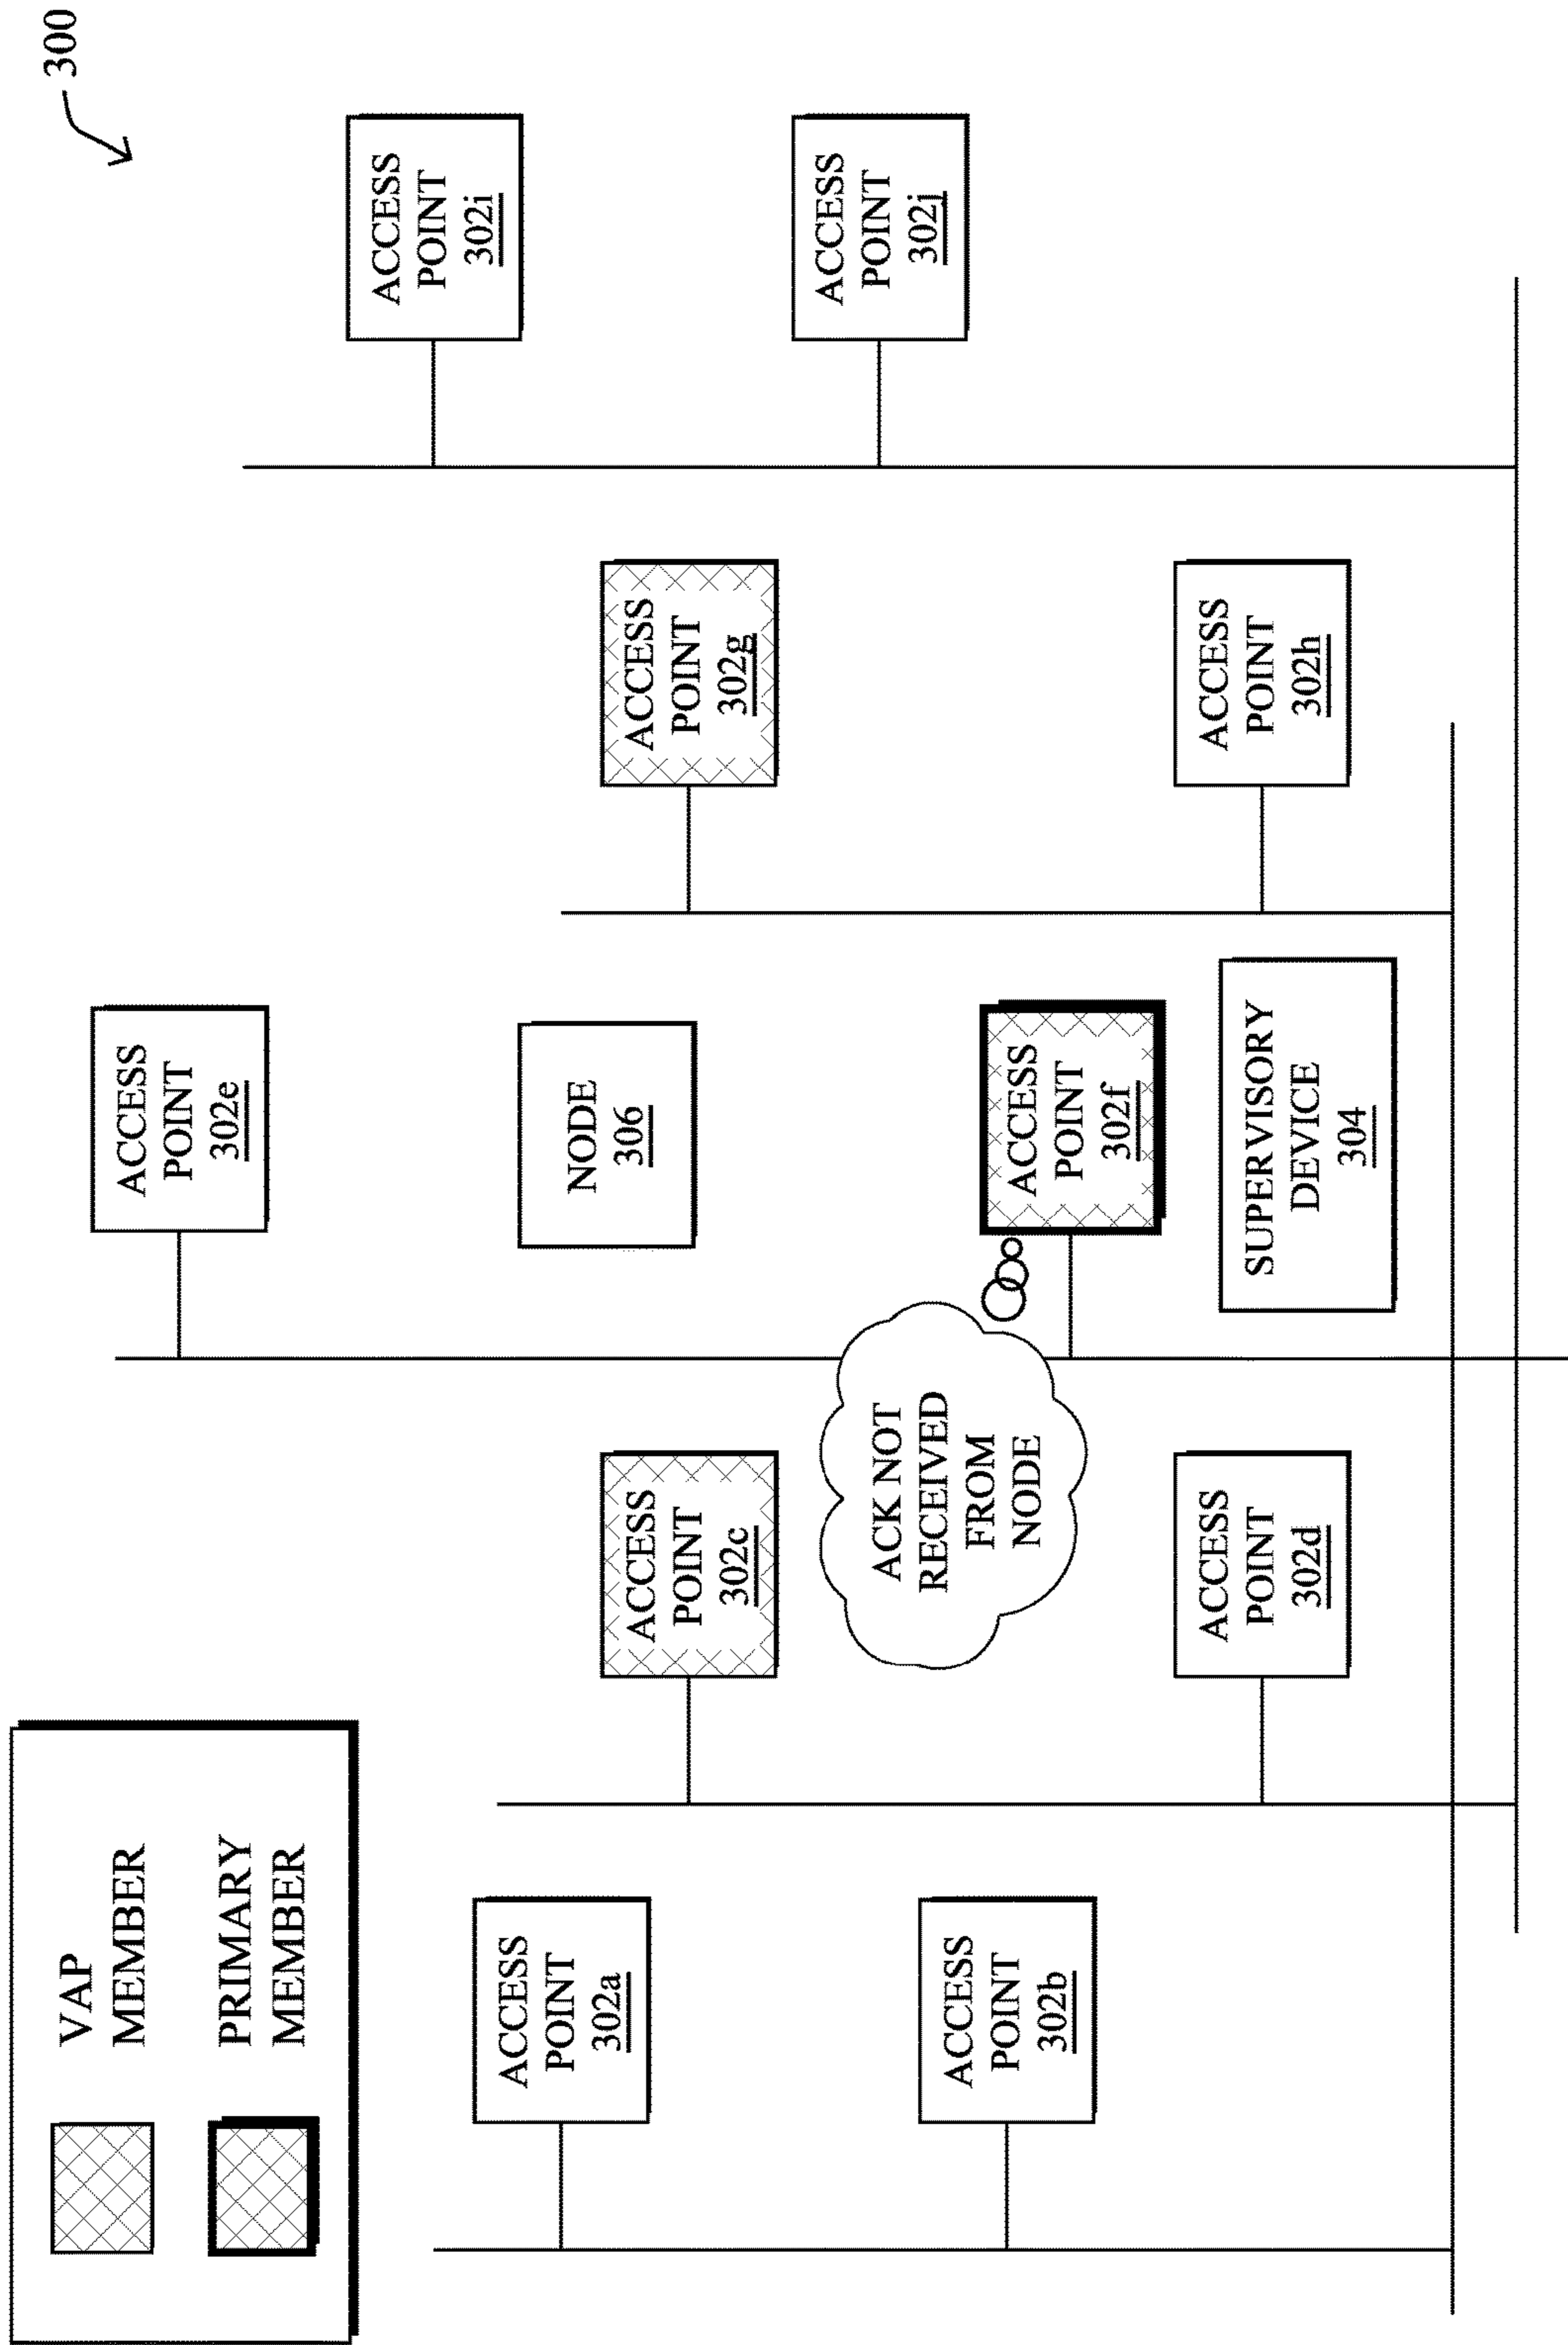 300
VAP
MEMBER
PRIMARY
MEMBER
ACCESS
POINT
302a
ACCESS
POINT
302b
ACCESS
POINT
302c
ACCESS
POINT
302d
ACK NOT
RECEIVED
FROM
NODE
ACCESS
POINT
302e
NODE
306
ACCESS
POINT
302f
SUPERVISORY
DEVICE
304
ACCESS
POINT
302g
ACCESS
POINT
302h
ACCESS
POINT
302i
ACCESS
POINT
302j